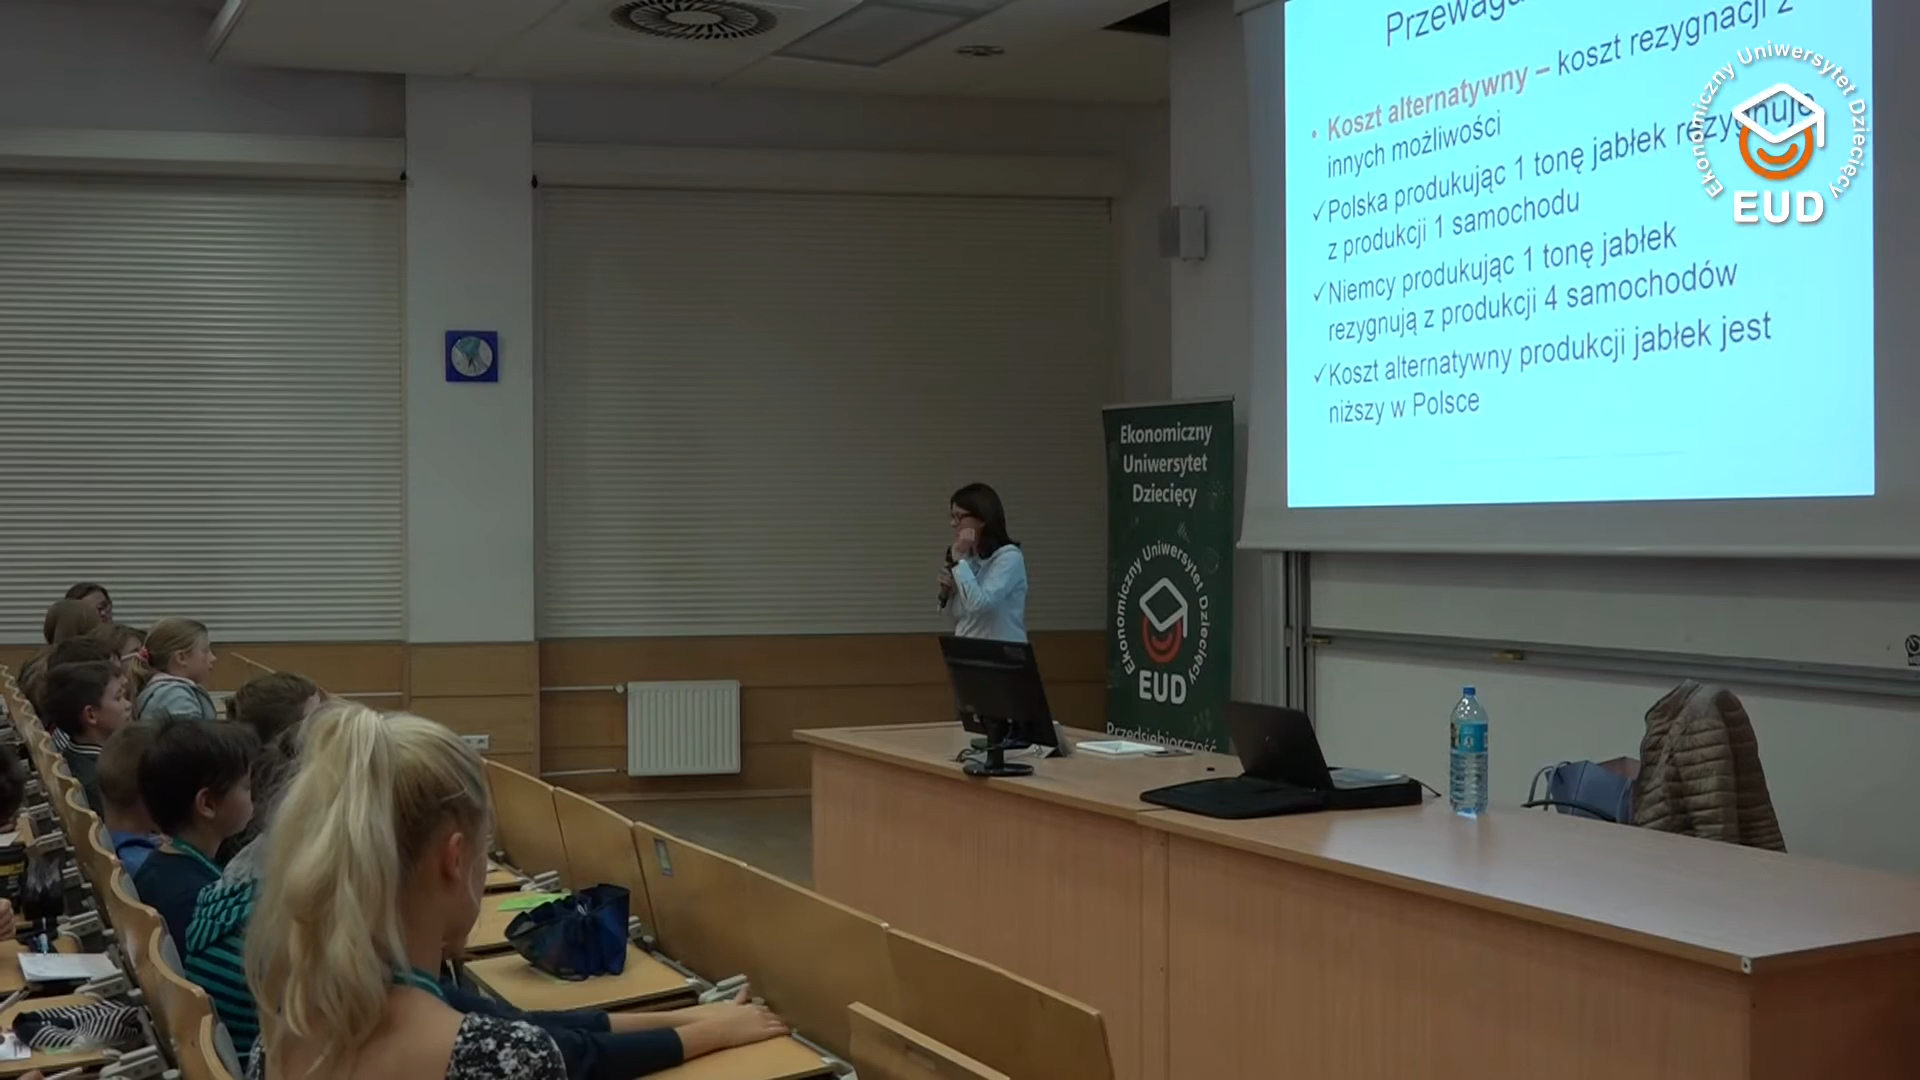 Przewaga
• Koszt alternatywny – koszt rezygnacji z
innych możliwości
✓Polska produkując 1 tonę jabłek rezygnuje
z produkcji 1 samochodu
✓Niemcy produkując 1 tonę jabłek
rezygnują z produkcji 4 samochodów
✓Koszt alternatywny produkcji jabłek jest
niższy w Polsce
Ekonomiczny Uniwersytet Dziecięcy
EUD
Ekonomiczny
Uniwersytet
Dziecięcy
Ekonomiczny Uniwersytet Dziecięcy
EUD
Przedsiębiorczość